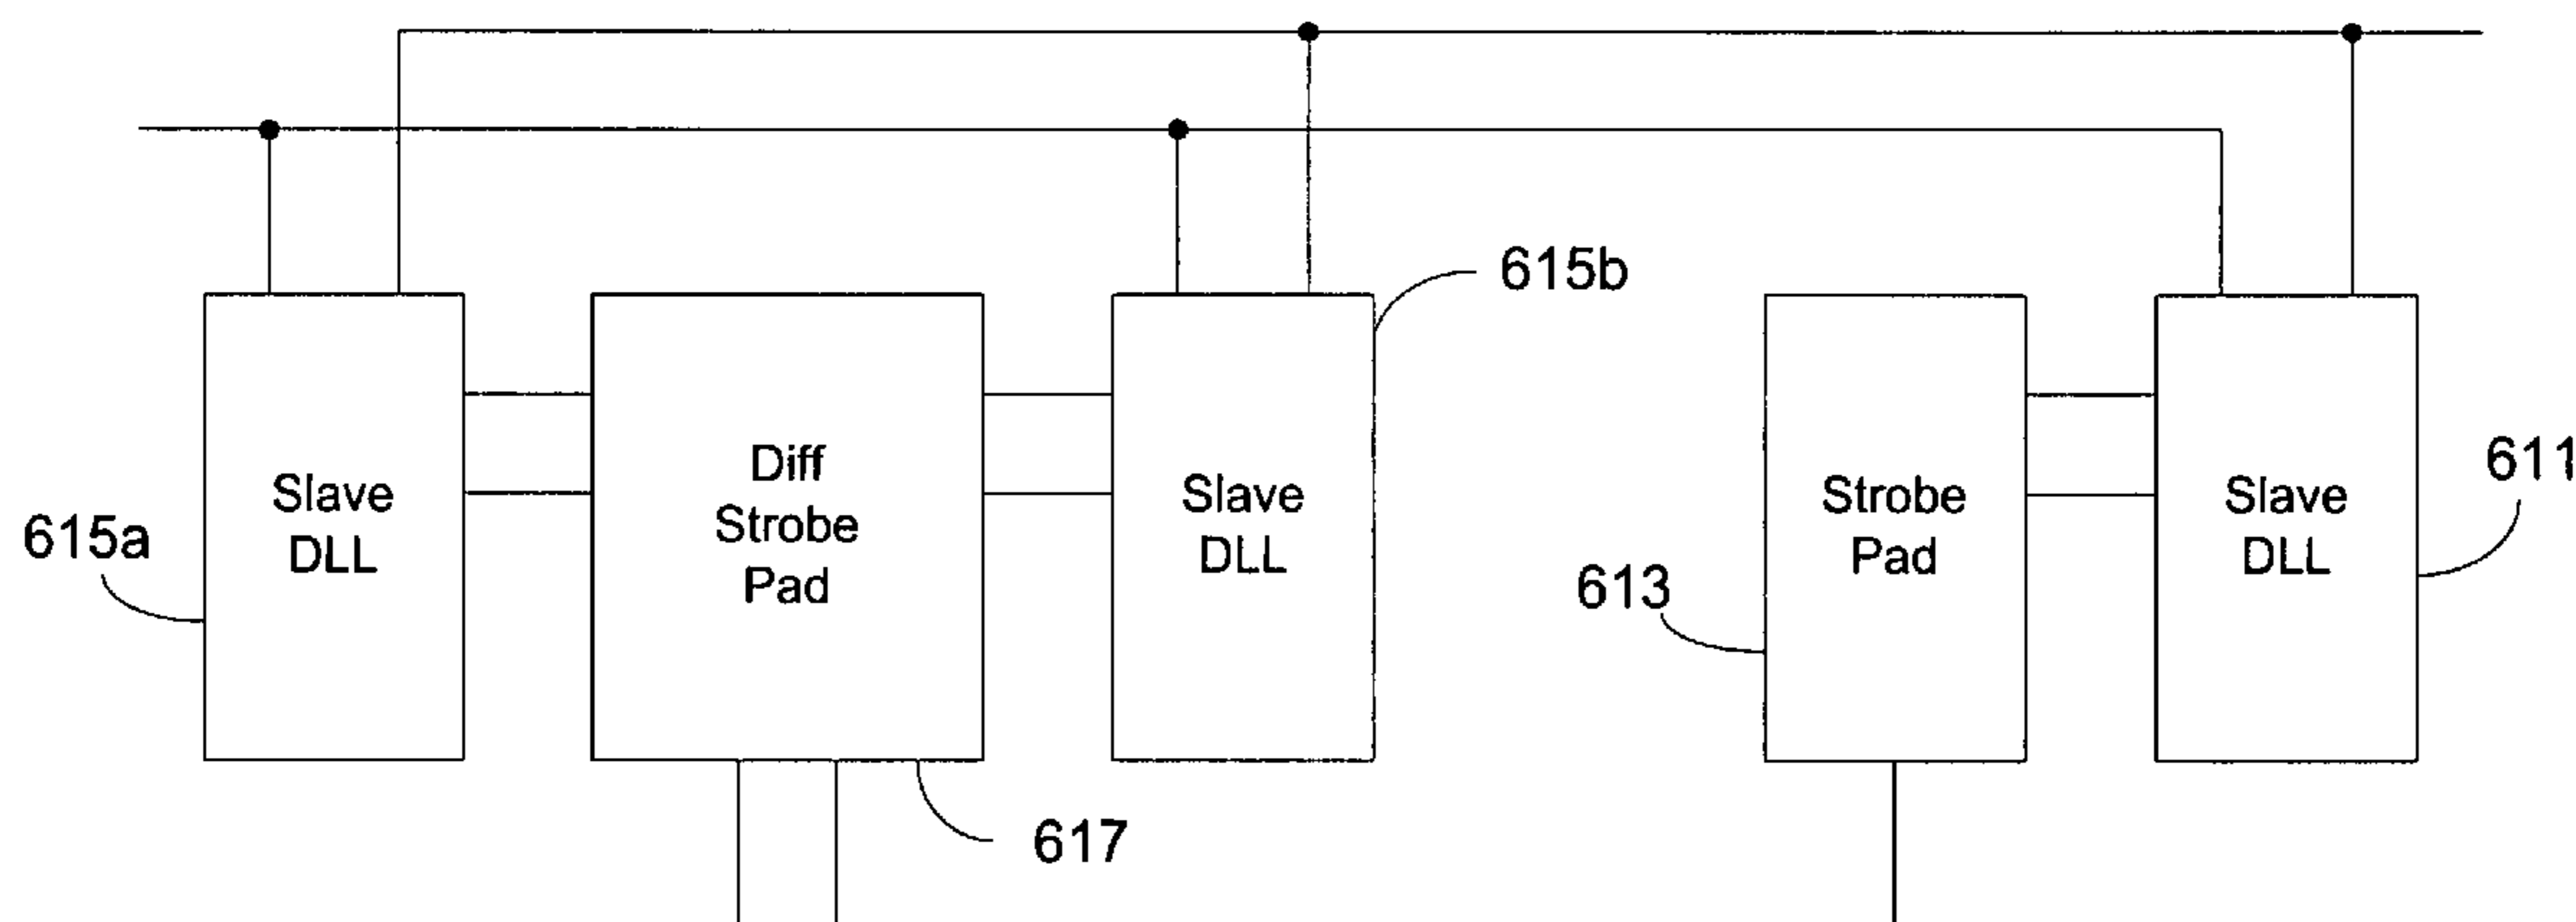 615b
615a
Slave
DLL
Diff
Strobe
Pad
Slave
DLL
613
Strobe
Pad
Slave
DLL
611
617